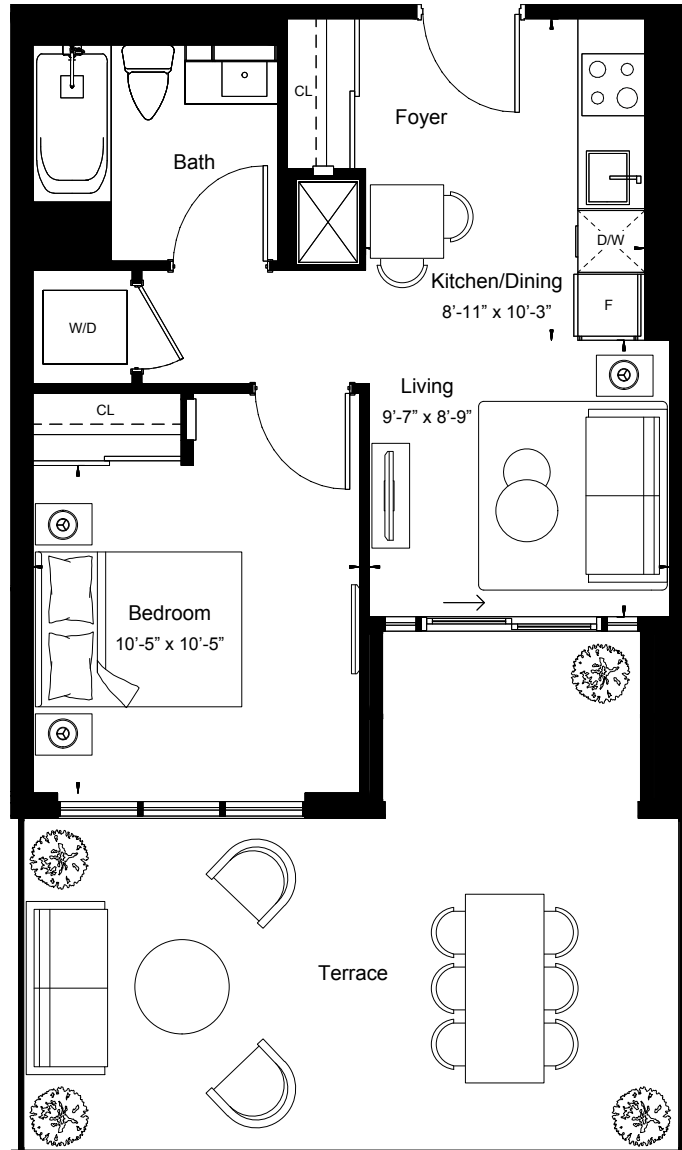 CL
Foyer
Bath
D/W
Kitchen/Dining
8’-11” x 10’-3”
F
W/D
Living
9’-7” x 8’-9”
CL
Bedroom
10’-5” x 10’-5”
Terrace